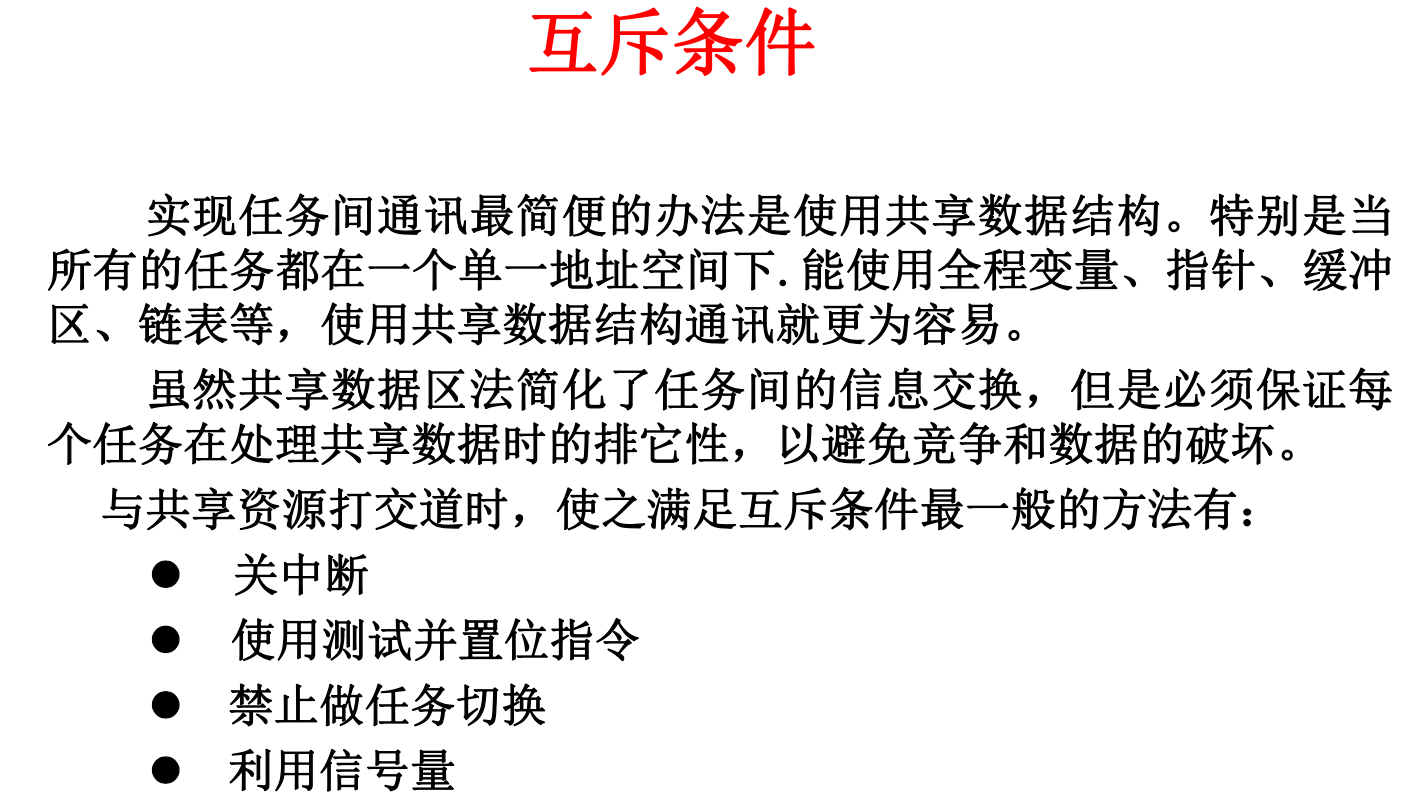 互斥条件
实现任务间通讯最简便的办法是使用共享数据结构。特别是当
所有的任务都在一个单一地址空间下.能使用全程变量、指针、缓冲
区、链表等，使用共享数据结构通讯就更为容易。
虽然共享数据区法简化了任务间的信息交换，但是必须保证每
个任务在处理共享数据时的排它性，以避免竞争和数据的破坏。
与共享资源打交道时，使之满足互斥条件最一般的方法有：
● 关中断
● 使用测试并置位指令
● 禁止做任务切换
● 利用信号量